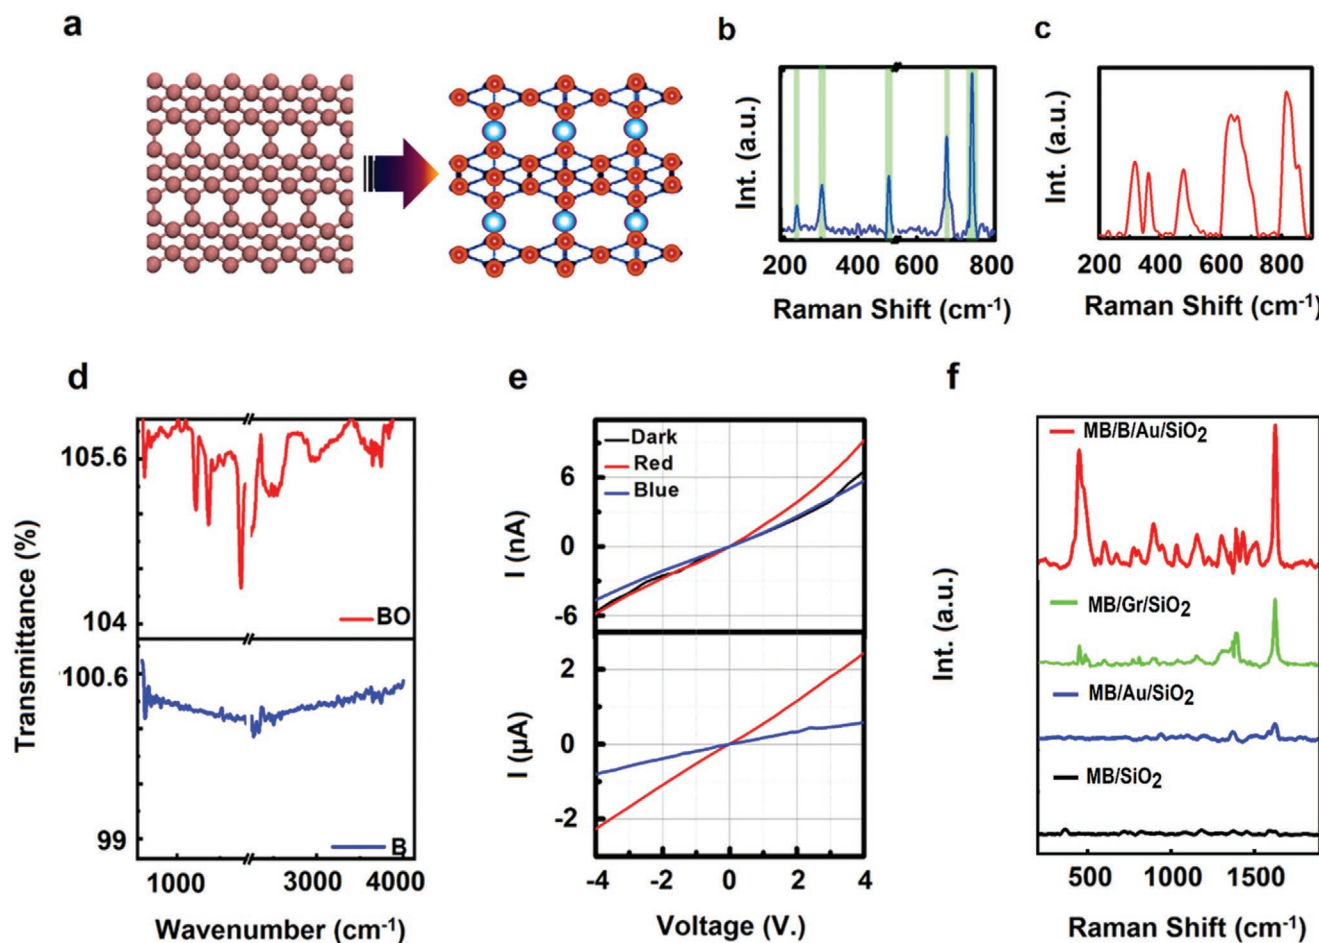 a
b
c
Int. (a.u.)
200 400 600 800
Raman Shift (cm⁻¹)
Int. (a.u.)
200 400 600 800
Raman Shift (cm⁻¹)
d
Transmittance (%)
105.6
104
BO
100.6
99
B
1000 3000 4000
Wavenumber (cm⁻¹)
e
I (nA)
6
0
-6
Dark
Red
Blue
I (µA)
2
0
-2
-4 -2 0 2 4
Voltage (V.)
f
Int. (a.u.)
MB/B/Au/SiO₂
MB/Gr/SiO₂
MB/Au/SiO₂
MB/SiO₂
500 1000 1500
Raman Shift (cm⁻¹)